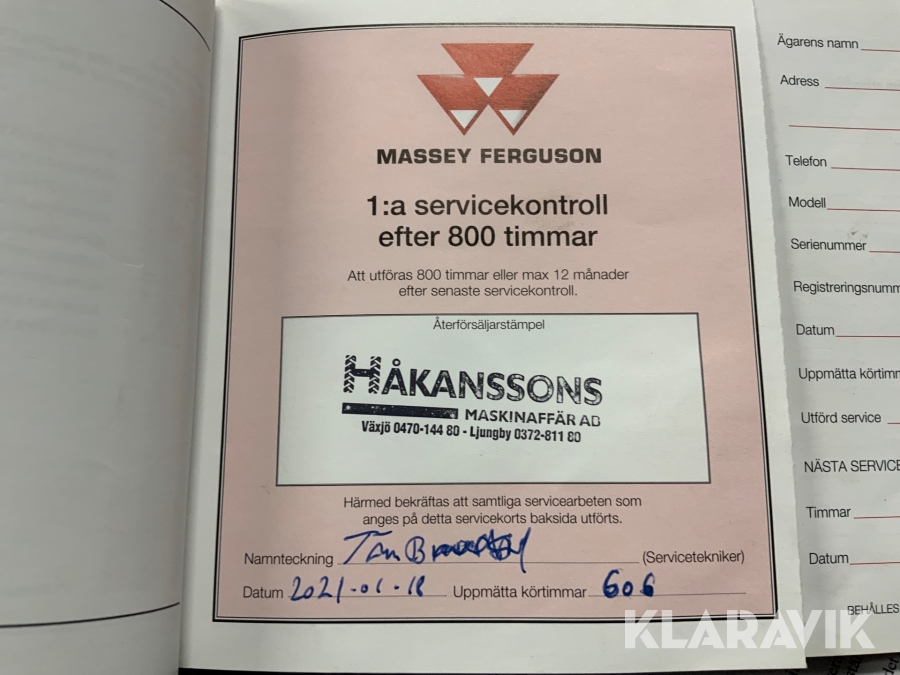 MASSEY FERGUSON
1:a servicekontroll
efter 800 timmar
Att utföras 800 timmar eller max 12 månader
efter senaste servicekontroll.
Återförsäljarstämpel
HÅKANSSONS
MASKINAFFÄR AB
Växjö 0470-144 80 - Ljungby 0372-811 80
Härmed bekräftas att samtliga servicearbeten som
anges på detta servicekorts baksida utförts.
Namnteckning (Servicetekniker)
Datum 2021-01-18 Uppmätta körtimmar 606
Ägarens namn
Adress
Telefon
Modell
Serienummer
Registreringsnumm
Datum
Uppmätta körtimm
Utförd service
NÄSTA SERVICE
Timmar
Datum
BEHÅLLES
KLARAVIK